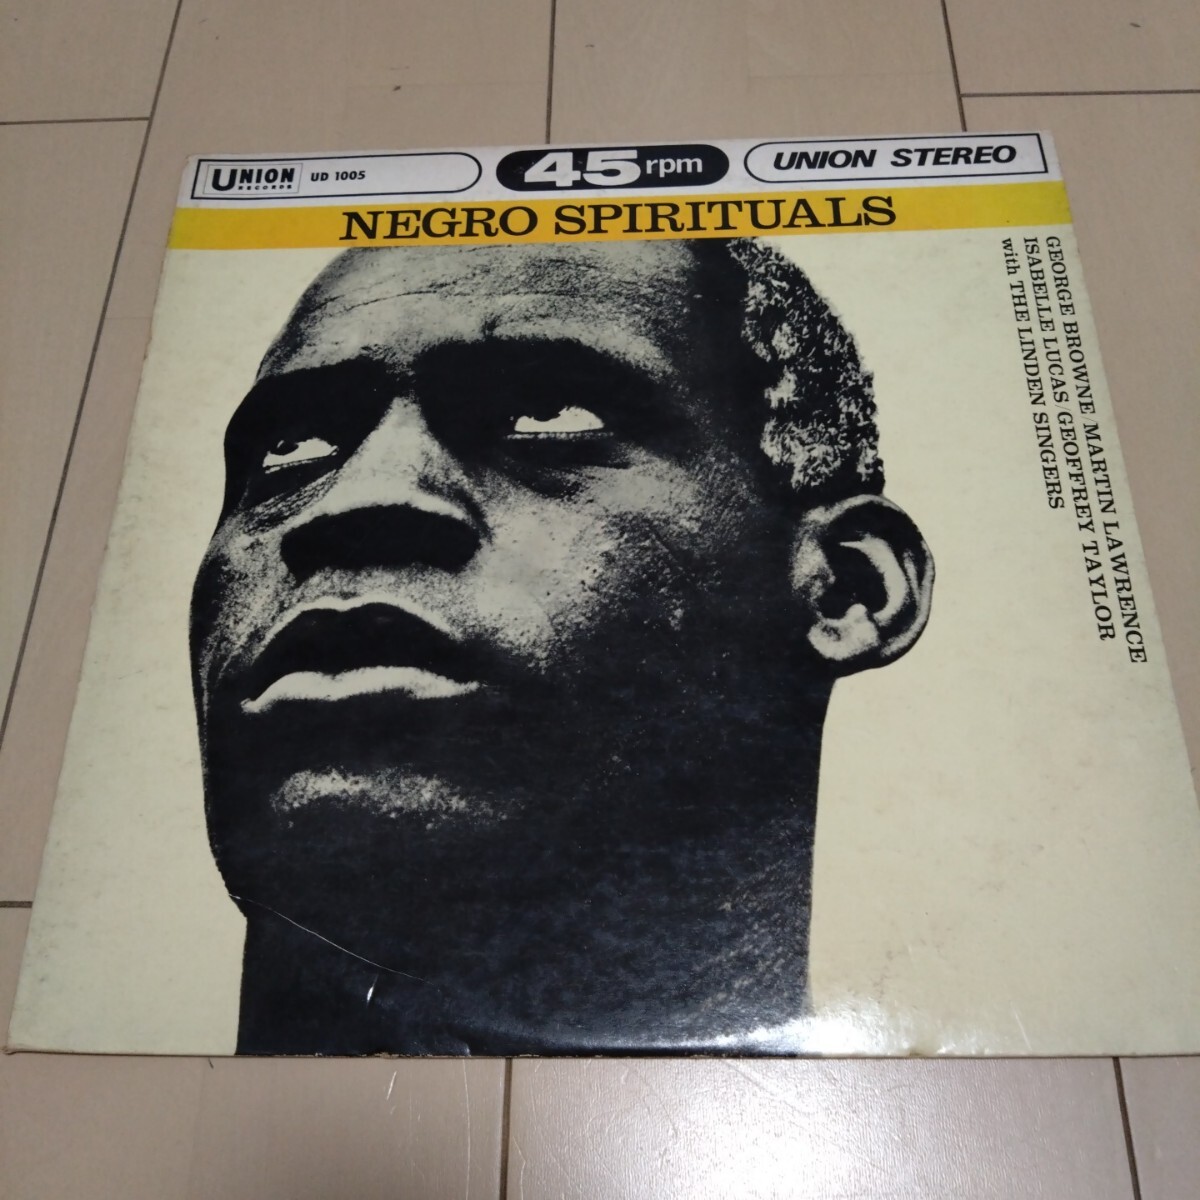 UNION
RECORDS
UD 1005
45 rpm
UNION STEREO
NEGRO SPIRITUALS
GEORGE BROWNE/MARTIN LAWRENCE
ISABELLE LUCAS/GEOFFREY TAYLOR
with THE LINDEN SINGERS